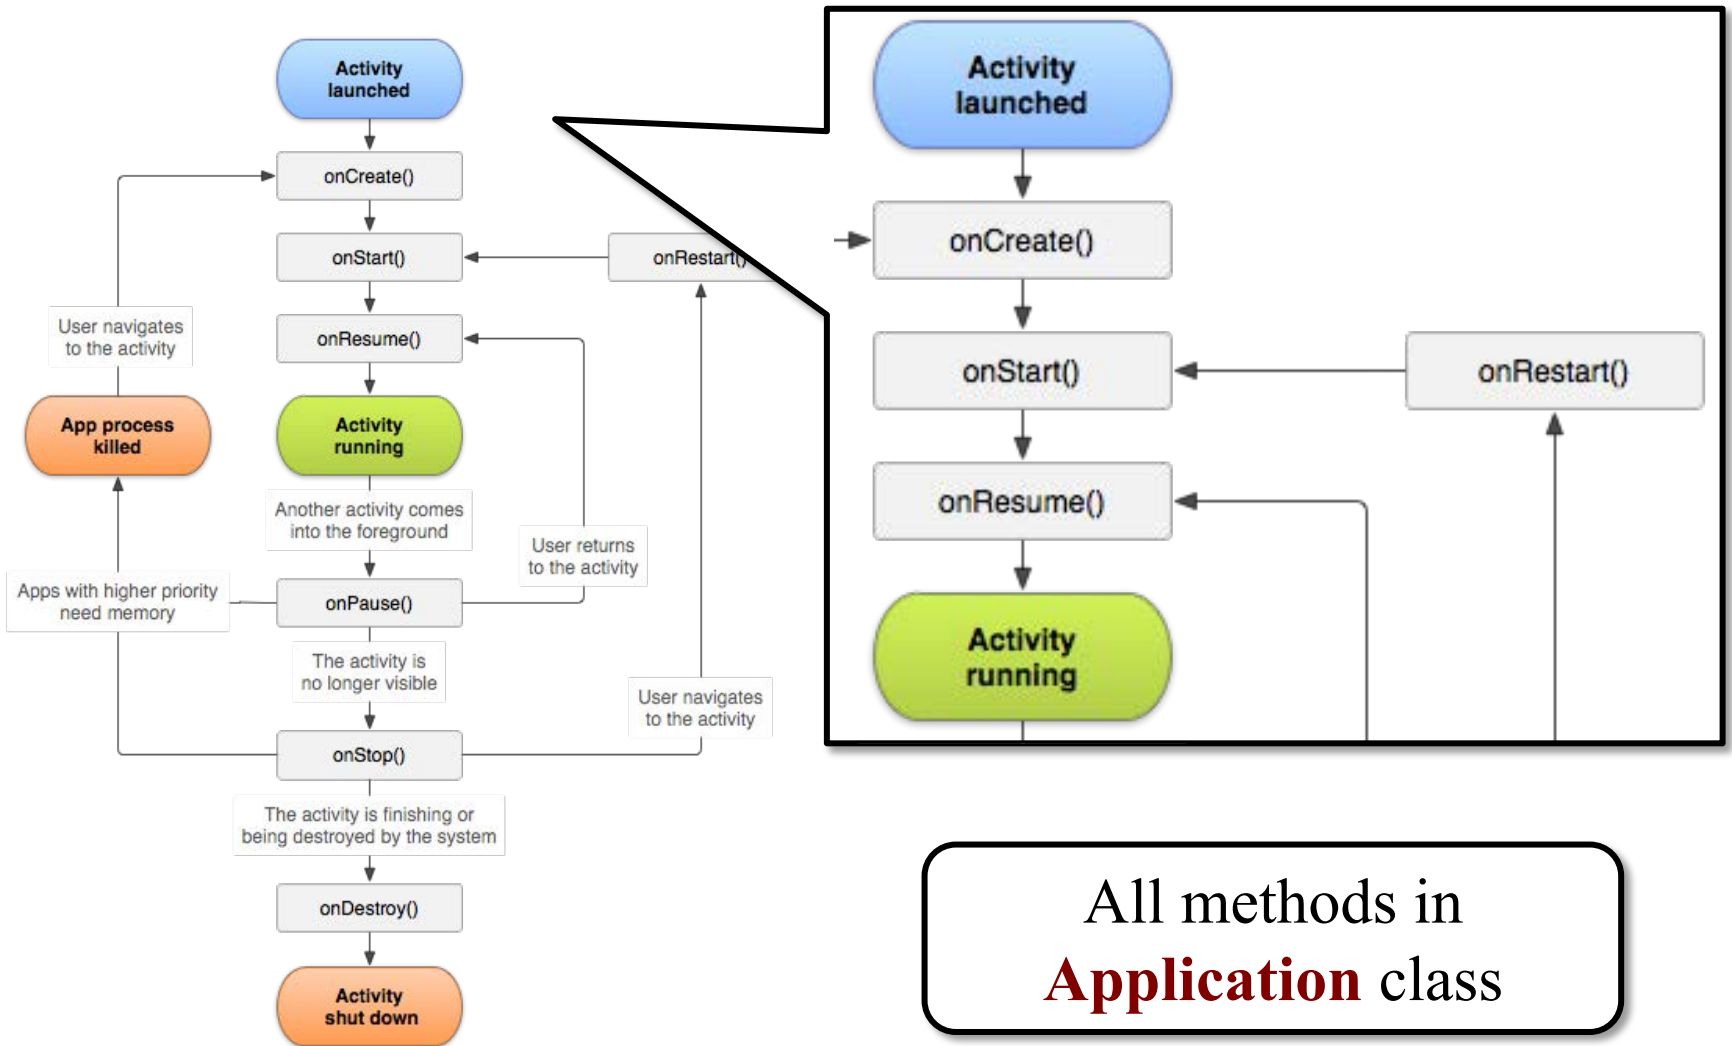 Activity
launched
onCreate()
onStart()
onRestart()
User navigates
to the activity
onResume()
App process
killed
Activity
running
Another activity comes
into the foreground
User returns
to the activity
Apps with higher priority
need memory
onPause()
The activity is
no longer visible
User navigates
to the activity
onStop()
The activity is finishing or
being destroyed by the system
onDestroy()
Activity
shut down
Activity
launched
onCreate()
onStart()
onRestart()
onResume()
Activity
running
All methods in
Application class